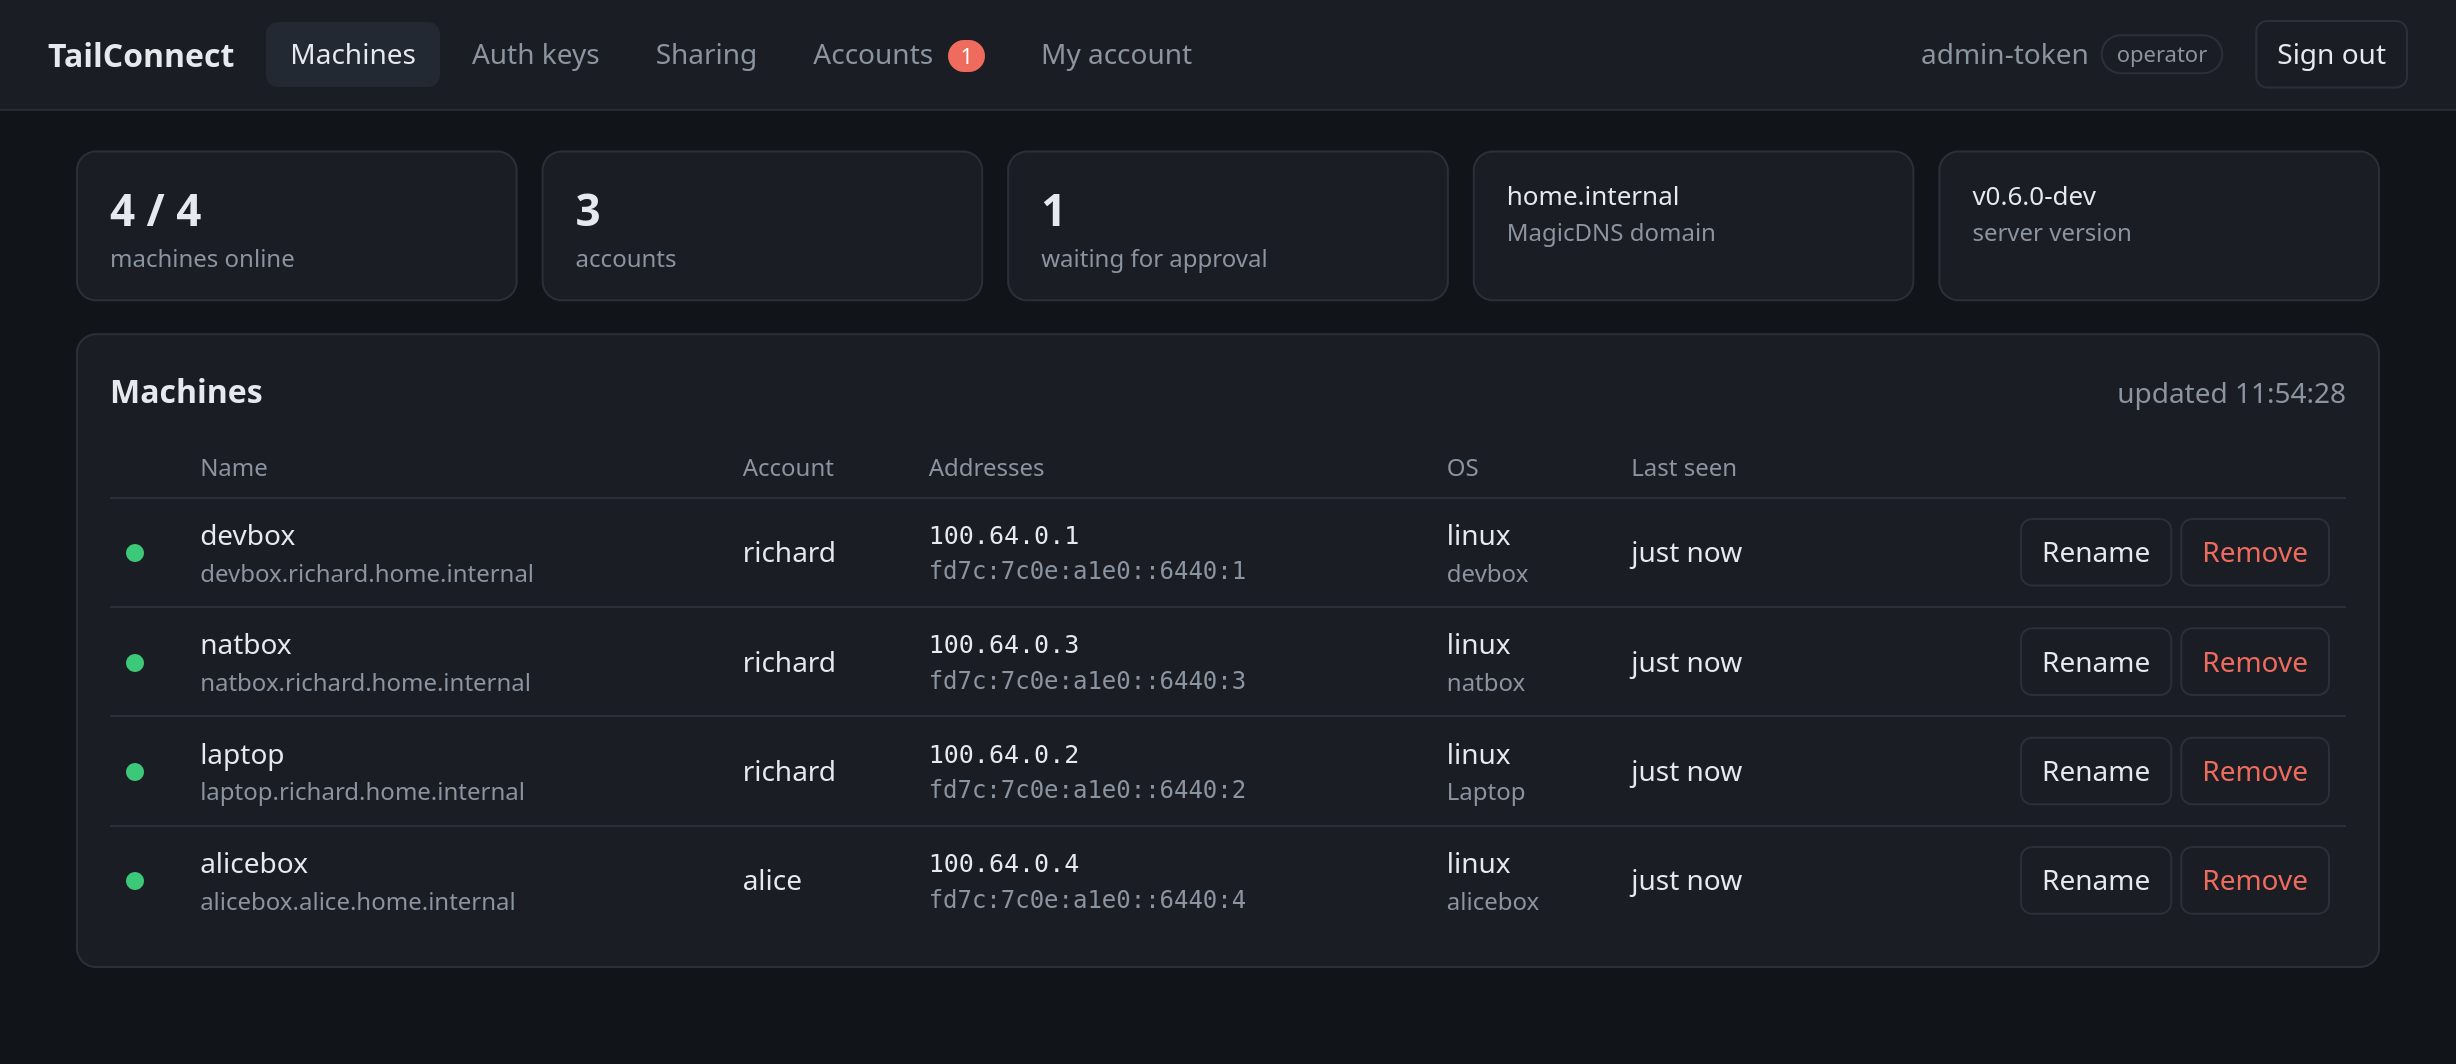 TailConnect Machines Auth keys Sharing Accounts 1 My account admin-token operator Sign out
4 / 4
machines online
3
accounts
1
waiting for approval
home.internal
MagicDNS domain
v0.6.0-dev
server version
Machines updated 11:54:28
Name Account Addresses OS Last seen
devbox richard 100.64.0.1 linux just now Rename Remove
devbox.richard.home.internal fd7c:7c0e:a1e0::6440:1 devbox
natbox richard 100.64.0.3 linux just now Rename Remove
natbox.richard.home.internal fd7c:7c0e:a1e0::6440:3 natbox
laptop richard 100.64.0.2 linux just now Rename Remove
laptop.richard.home.internal fd7c:7c0e:a1e0::6440:2 Laptop
alicebox alice 100.64.0.4 linux just now Rename Remove
alicebox.alice.home.internal fd7c:7c0e:a1e0::6440:4 alicebox